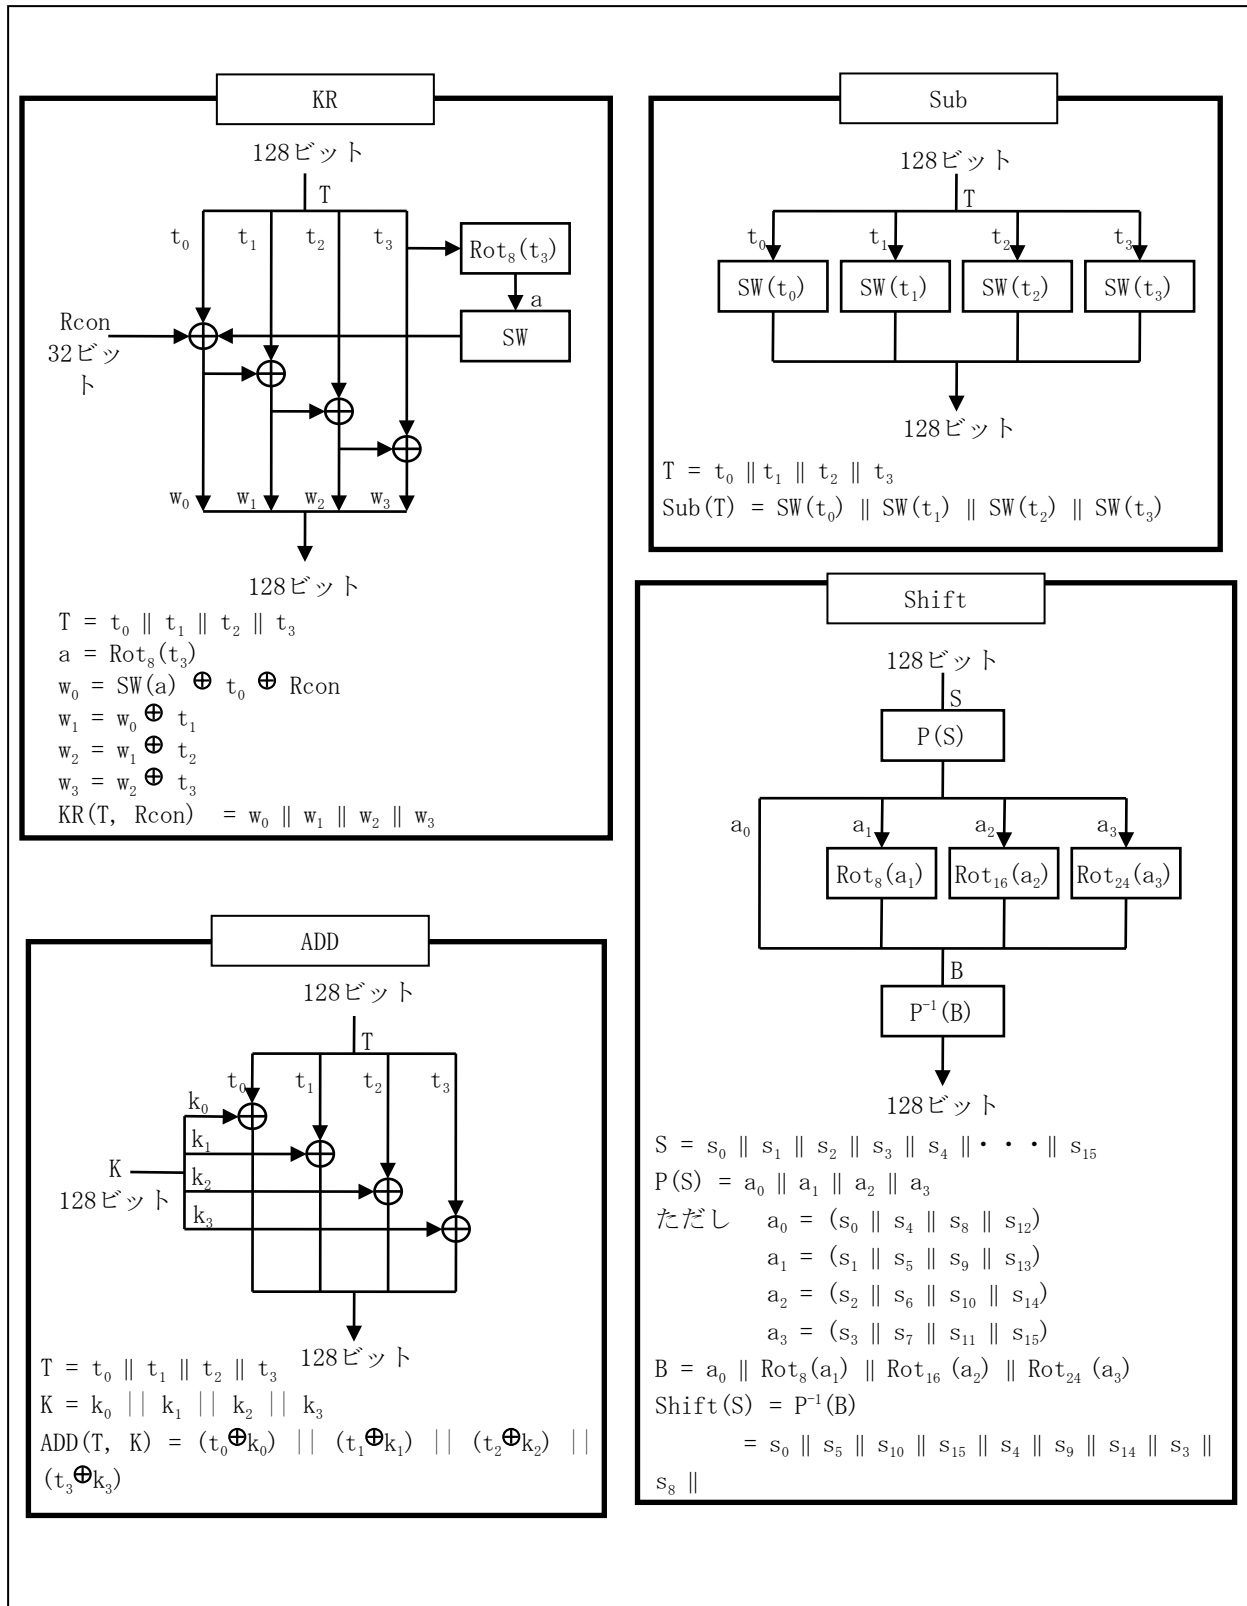 KR
128ビット
T
t₀ t₁ t₂ t₃
Rot₈(t₃)
a
SW
Rcon
32ビッ
ト
w₀ w₁ w₂ w₃
128ビット
T = t₀ ‖ t₁ ‖ t₂ ‖ t₃
a = Rot₈(t₃)
w₀ = SW(a) ⊕ t₀ ⊕ Rcon
w₁ = w₀ ⊕ t₁
w₂ = w₁ ⊕ t₂
w₃ = w₂ ⊕ t₃
KR(T, Rcon) = w₀ ‖ w₁ ‖ w₂ ‖ w₃
Sub
128ビット
T
t₀ t₁ t₂ t₃
SW(t₀) SW(t₁) SW(t₂) SW(t₃)
128ビット
T = t₀ ‖ t₁ ‖ t₂ ‖ t₃
Sub(T) = SW(t₀) ‖ SW(t₁) ‖ SW(t₂) ‖ SW(t₃)
ADD
128ビット
T
t₀ t₁ t₂ t₃
k₀
k₁
K
k₂
128ビット
k₃
128ビット
T = t₀ ‖ t₁ ‖ t₂ ‖ t₃
K = k₀ || k₁ || k₂ || k₃
ADD(T, K) = (t₀⊕k₀) || (t₁⊕k₁) || (t₂⊕k₂) ||
(t₃⊕k₃)
Shift
128ビット
S
P(S)
a₀ a₁ a₂ a₃
Rot₈(a₁) Rot₁₆(a₂) Rot₂₄(a₃)
B
P⁻¹(B)
128ビット
S = s₀ ‖ s₁ ‖ s₂ ‖ s₃ ‖ s₄ ‖・・・‖ s₁₅
P(S) = a₀ ‖ a₁ ‖ a₂ ‖ a₃
ただし a₀ = (s₀ ‖ s₄ ‖ s₈ ‖ s₁₂)
a₁ = (s₁ ‖ s₅ ‖ s₉ ‖ s₁₃)
a₂ = (s₂ ‖ s₆ ‖ s₁₀ ‖ s₁₄)
a₃ = (s₃ ‖ s₇ ‖ s₁₁ ‖ s₁₅)
B = a₀ ‖ Rot₈(a₁) ‖ Rot₁₆ (a₂) ‖ Rot₂₄ (a₃)
Shift(S) = P⁻¹(B)
= s₀ ‖ s₅ ‖ s₁₀ ‖ s₁₅ ‖ s₄ ‖ s₉ ‖ s₁₄ ‖ s₃ ‖
s₈ ‖